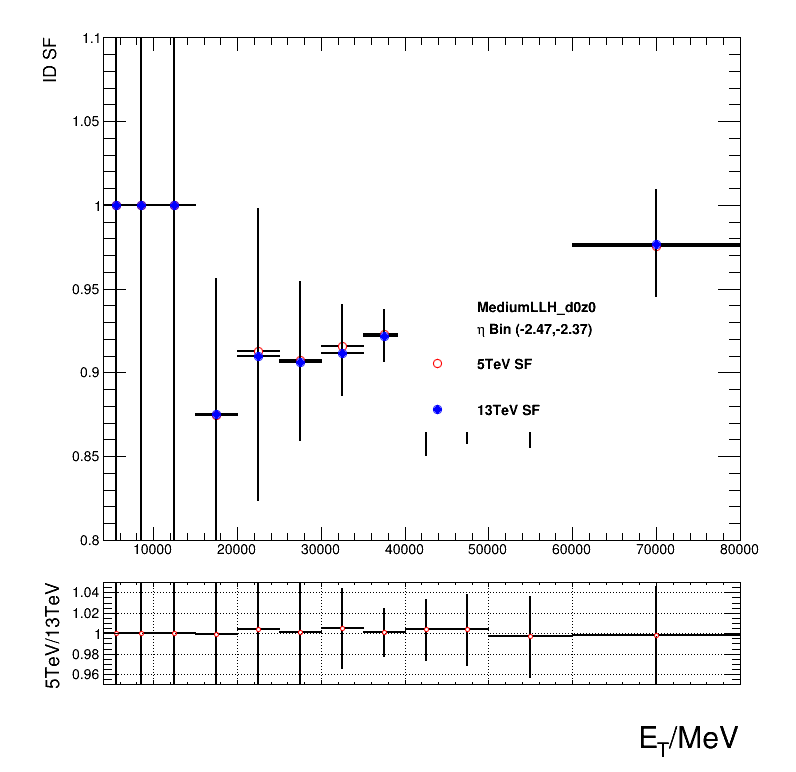 ID SF
1.1
1.05
1
0.95
0.9
0.85
0.8
MediumLLH_d0z0
η Bin (-2.47,-2.37)
5TeV SF
13TeV SF
10000 20000 30000 40000 50000 60000 70000 80000
5TeV/13TeV
1.04
1.02
1
0.98
0.96
E_T/MeV